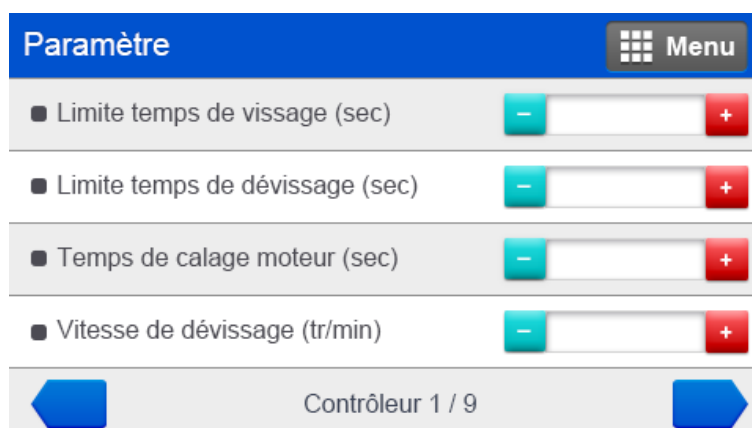 Paramètre
Menu
Limite temps de vissage (sec)
− +
Limite temps de dévissage (sec)
− +
Temps de calage moteur (sec)
− +
Vitesse de dévissage (tr/min)
− +
Contrôleur 1 / 9